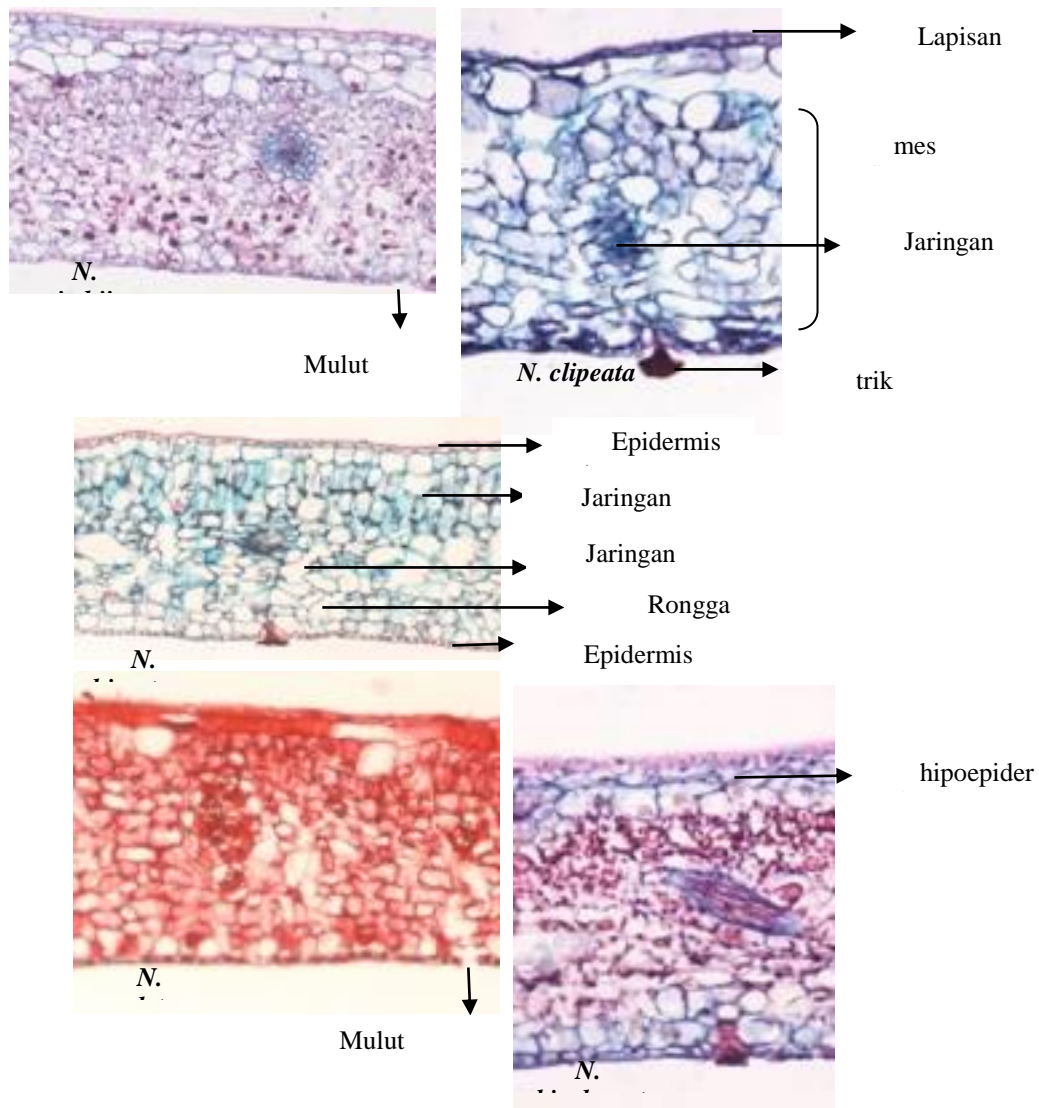 Lapisan
mes
N.
Jaringan
Mulut
N. clipeata
trik
Epidermis
Jaringan
Jaringan
Rongga
N.
Epidermis
hipoepider
N.
Mulut
N.